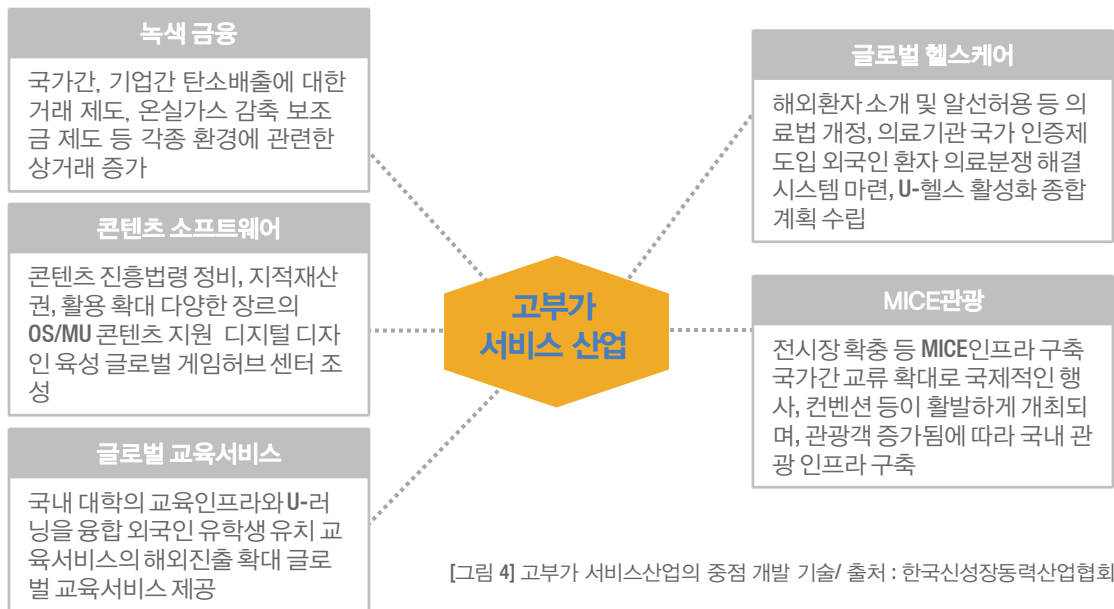 녹색 금융
국가간, 기업간 탄소배출에 대한
거래 제도, 온실가스 감축 보조
금 제도 등 각종 환경에 관련한
상거래 증가
콘텐츠 소프트웨어
콘텐츠 진흥법령 정비, 지적재산
권, 활용 확대 다양한 장르의
OS/MU 콘텐츠 지원 디지털 디자
인 육성 글로벌 게임허브 센터 조
성
글로벌 교육서비스
국내 대학의 교육인프라와 U-러
닝을 융합 외국인 유학생 유치 교
육서비스의 해외진출 확대 글로
벌 교육서비스 제공
고부가
서비스 산업
글로벌 헬스케어
해외환자 소개 및 알선허용 등 의
료법 개정, 의료기관 국가 인증제
도입 외국인 환자 의료분쟁 해결
시스템 마련, U-헬스 활성화 종합
계획 수립
MICE관광
전시장 확충 등 MICE인프라 구축
국가간 교류 확대로 국제적인 행
사, 컨벤션 등이 활발하게 개최되
며, 관광객 증가됨에 따라 국내 관
광 인프라 구축
[그림 4] 고부가 서비스산업의 중점 개발 기술/ 출처 : 한국신성장동력산업협회